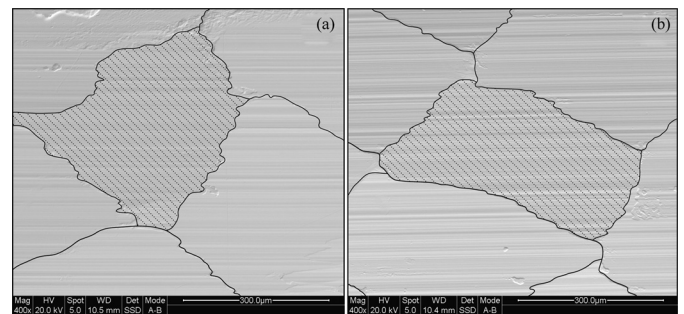 (a)
Mag HV Spot WD Det Mode
400x 20.0 kV 5.0 10.5 mm SSD A-B
300.0µm
(b)
Mag HV Spot WD Det Mode
400x 20.0 kV 5.0 10.4 mm SSD A-B
300.0µm